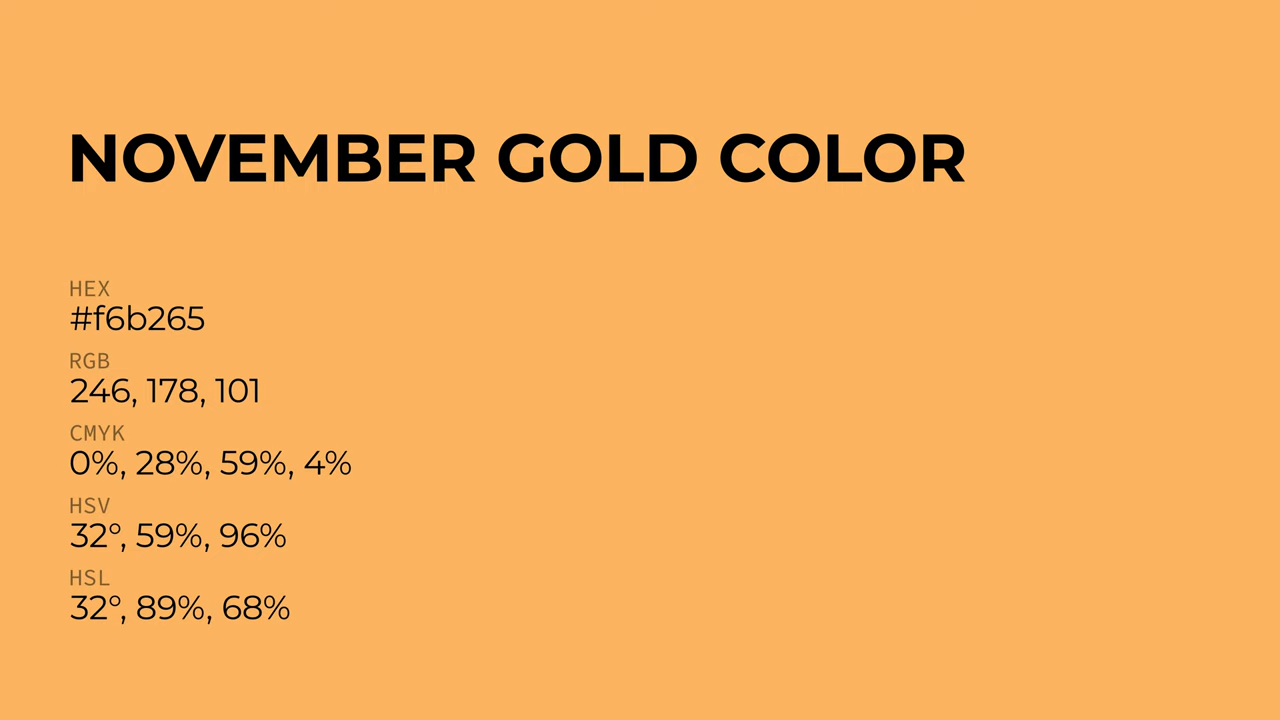 NOVEMBER GOLD COLOR
HEX
#f6b265
RGB
246, 178, 101
CMYK
0%, 28%, 59%, 4%
HSV
32°, 59%, 96%
HSL
32°, 89%, 68%